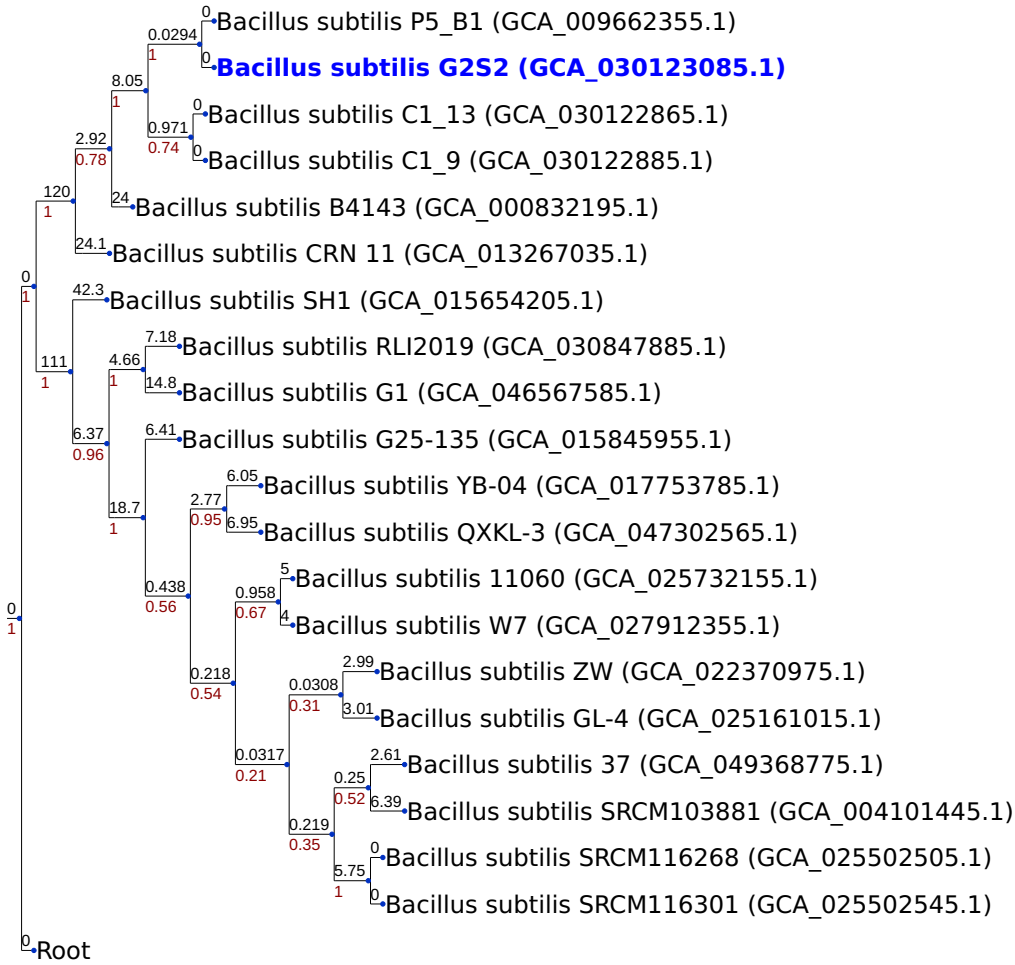 0
Bacillus subtilis P5_B1 (GCA_009662355.1)
0.0294
1
0
Bacillus subtilis G2S2 (GCA_030123085.1)
8.05
1
0
Bacillus subtilis C1_13 (GCA_030122865.1)
0.971
0.74
0
Bacillus subtilis C1_9 (GCA_030122885.1)
2.92
0.78
24
Bacillus subtilis B4143 (GCA_000832195.1)
120
1
24.1
Bacillus subtilis CRN 11 (GCA_013267035.1)
0
1
42.3
Bacillus subtilis SH1 (GCA_015654205.1)
7.18
Bacillus subtilis RLI2019 (GCA_030847885.1)
111
1
4.66
1
14.8
Bacillus subtilis G1 (GCA_046567585.1)
6.37
0.96
6.41
Bacillus subtilis G25-135 (GCA_015845955.1)
6.05
Bacillus subtilis YB-04 (GCA_017753785.1)
18.7
1
2.77
0.95
6.95
Bacillus subtilis QXKL-3 (GCA_047302565.1)
5
Bacillus subtilis 11060 (GCA_025732155.1)
0.438
0.56
0.958
0.67
4
Bacillus subtilis W7 (GCA_027912355.1)
0
1
2.99
Bacillus subtilis ZW (GCA_022370975.1)
0.218
0.54
0.0308
0.31
3.01
Bacillus subtilis GL-4 (GCA_025161015.1)
0.0317
0.21
2.61
Bacillus subtilis 37 (GCA_049368775.1)
0.25
0.52
6.39
Bacillus subtilis SRCM103881 (GCA_004101445.1)
0.219
0.35
0
Bacillus subtilis SRCM116268 (GCA_025502505.1)
5.75
1
0
Bacillus subtilis SRCM116301 (GCA_025502545.1)
0
Root